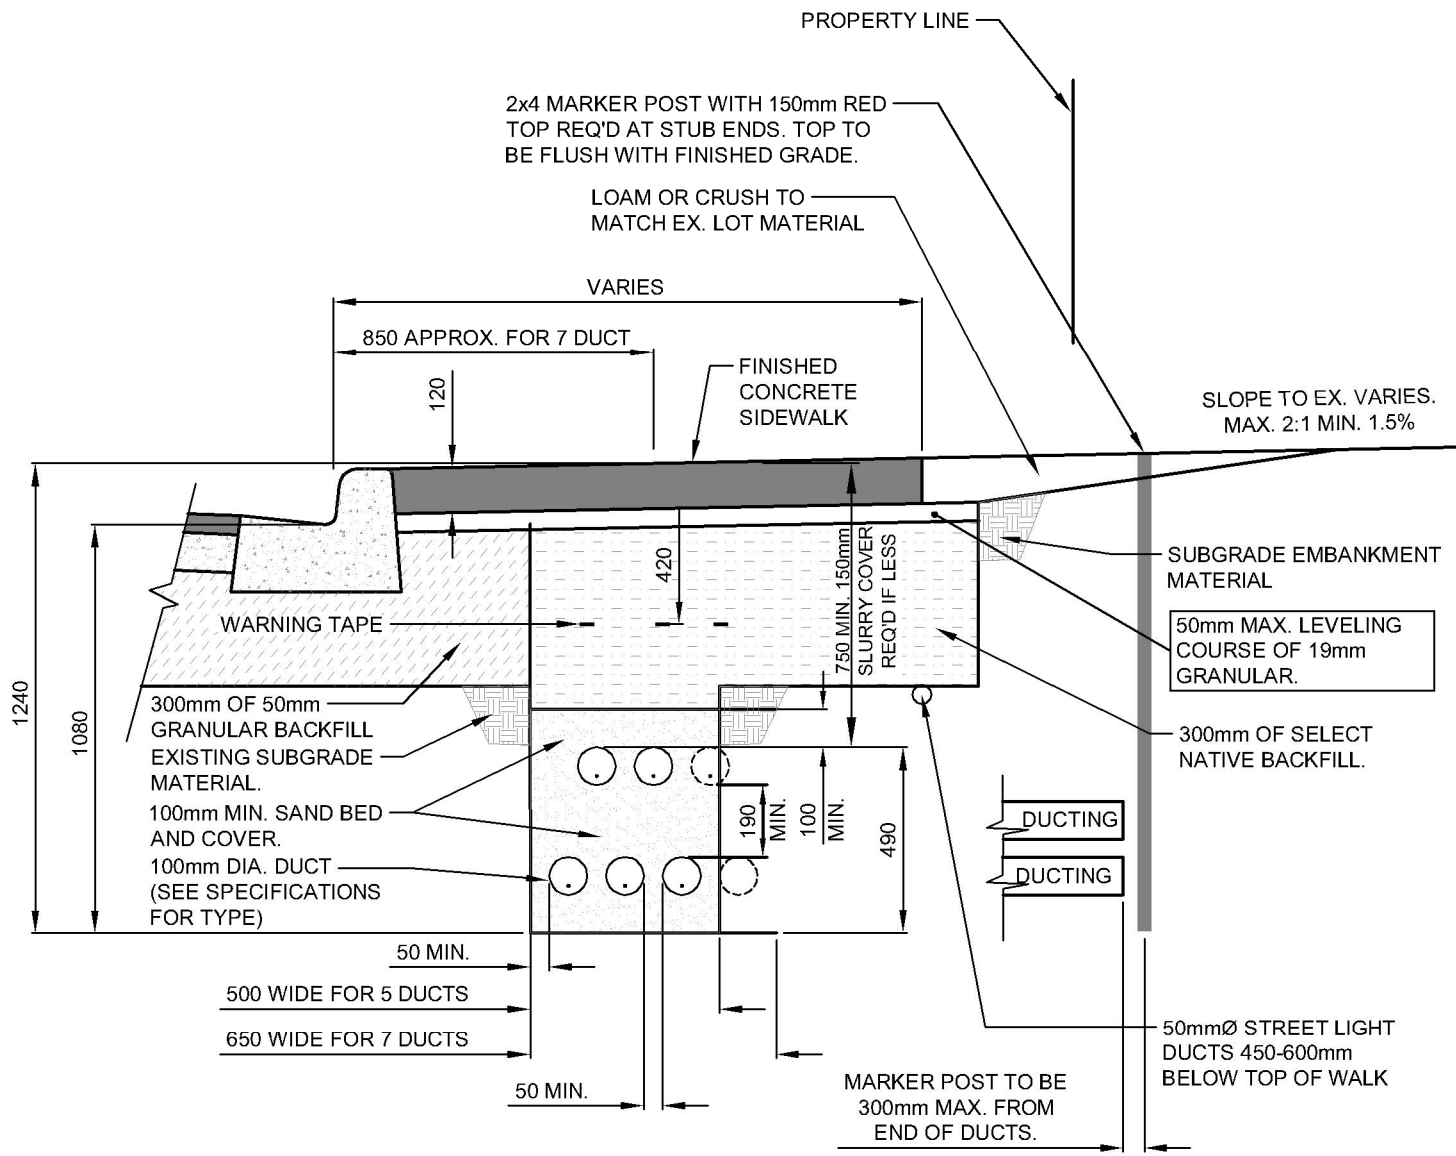 PROPERTY LINE
2x4 MARKER POST WITH 150mm RED
TOP REQ'D AT STUB ENDS. TOP TO
BE FLUSH WITH FINISHED GRADE.
LOAM OR CRUSH TO
MATCH EX. LOT MATERIAL
VARIES
850 APPROX. FOR 7 DUCT
120
FINISHED
CONCRETE
SIDEWALK
SLOPE TO EX. VARIES.
MAX. 2:1 MIN. 1.5%
1240
1080
420
750 MIN. 150mm
SLURRY COVER
REQ'D IF LESS
SUBGRADE EMBANKMENT
MATERIAL
WARNING TAPE
50mm MAX. LEVELING
COURSE OF 19mm
GRANULAR.
300mm OF 50mm
GRANULAR BACKFILL
EXISTING SUBGRADE
MATERIAL.
300mm OF SELECT
NATIVE BACKFILL.
100mm MIN. SAND BED
AND COVER.
100mm DIA. DUCT
(SEE SPECIFICATIONS
FOR TYPE)
190
MIN.
100
MIN.
490
DUCTING
DUCTING
50 MIN.
500 WIDE FOR 5 DUCTS
650 WIDE FOR 7 DUCTS
50 MIN.
50mmØ STREET LIGHT
DUCTS 450-600mm
BELOW TOP OF WALK
MARKER POST TO BE
300mm MAX. FROM
END OF DUCTS.